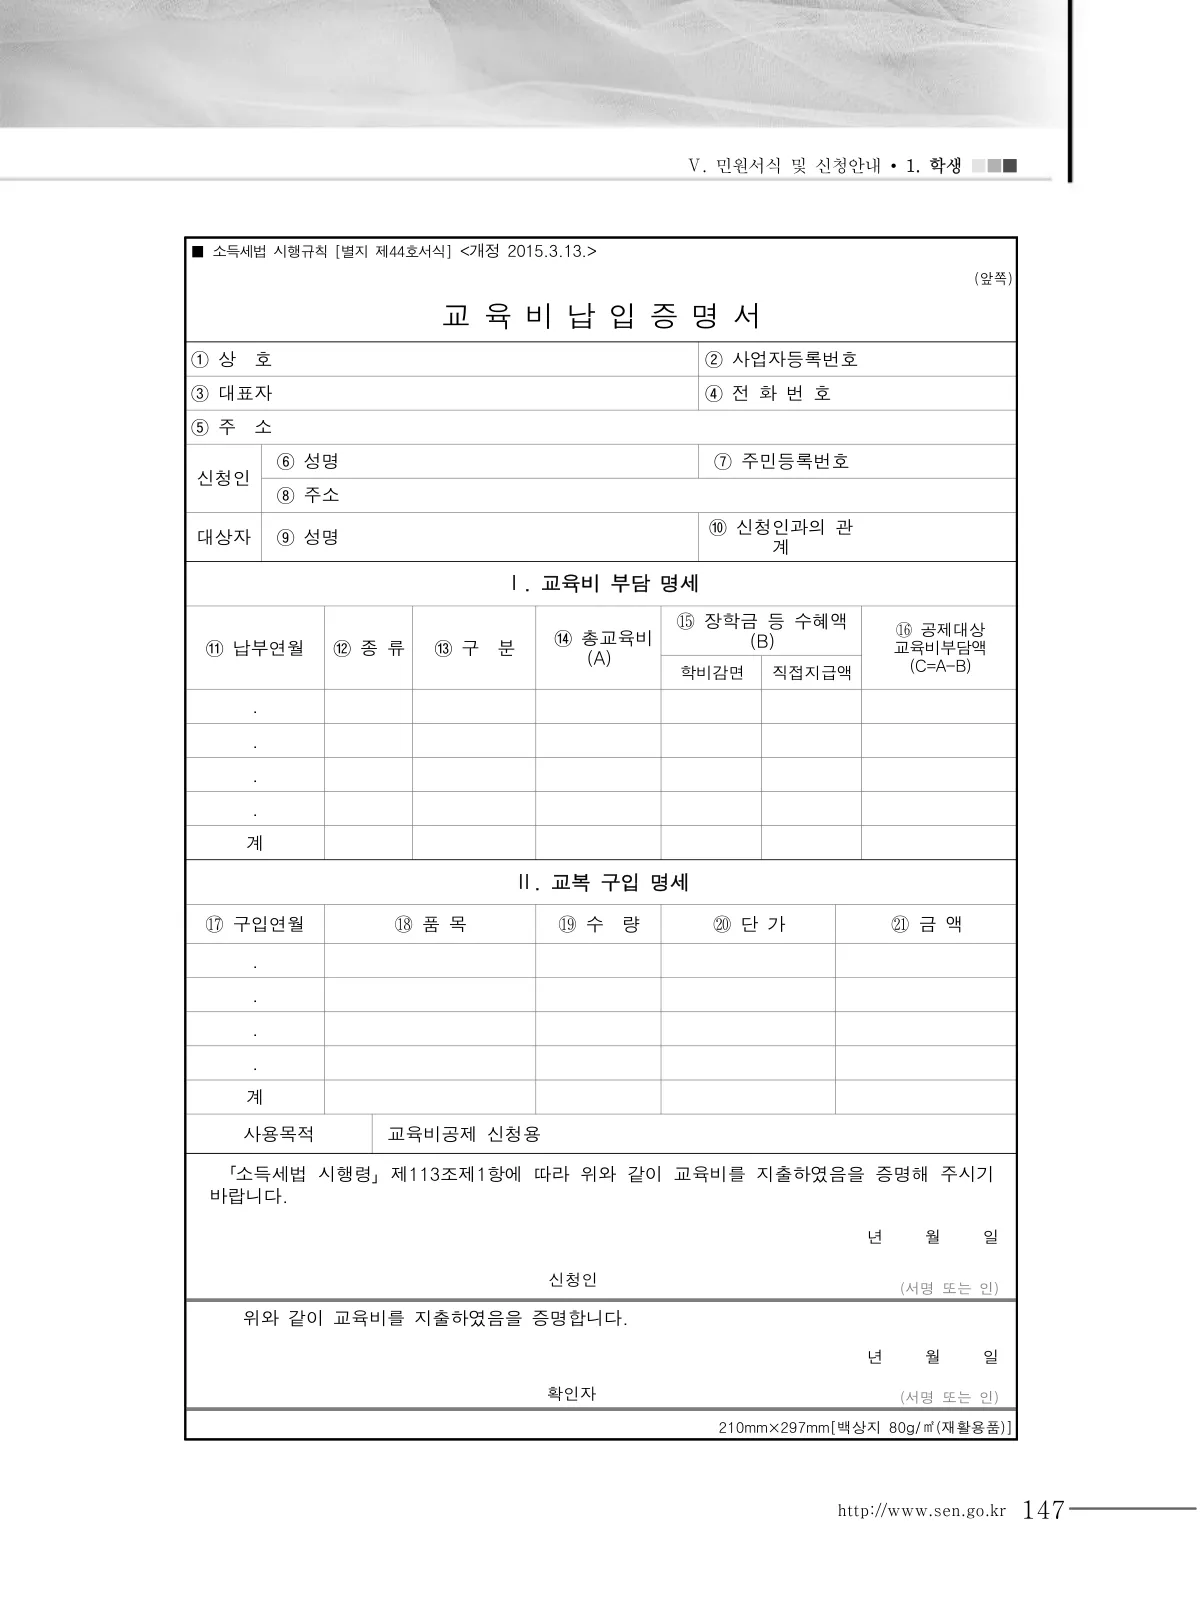 Ⅴ. 민원서식 및 신청안내 • 1. 학생
■ 소득세법 시행규칙 [별지 제44호서식] <개정 2015.3.13.>
(앞쪽)
교 육 비 납 입 증 명 서
① 상 호
② 사업자등록번호
③ 대표자
④ 전 화 번 호
⑤ 주 소
신청인
⑥ 성명
⑦ 주민등록번호
⑧ 주소
대상자
⑨ 성명
⑩ 신청인과의 관
계
Ⅰ. 교육비 부담 명세
⑪ 납부연월
⑫ 종 류
⑬ 구 분
⑭ 총교육비
(A)
⑮ 장학금 등 수혜액
(B)
학비감면
직접지급액
⑯ 공제대상
교육비부담액
(C=A-B)
.
.
.
.
계
Ⅱ. 교복 구입 명세
⑰ 구입연월
⑱ 품 목
⑲ 수 량
⑳ 단 가
㉑ 금 액
.
.
.
.
계
사용목적
교육비공제 신청용
「소득세법 시행령」제113조제1항에 따라 위와 같이 교육비를 지출하였음을 증명해 주시기
바랍니다.
년 월 일
신청인
(서명 또는 인)
위와 같이 교육비를 지출하였음을 증명합니다.
년 월 일
확인자
(서명 또는 인)
210mm×297mm[백상지 80g/㎡(재활용품)]
http://www.sen.go.kr 147